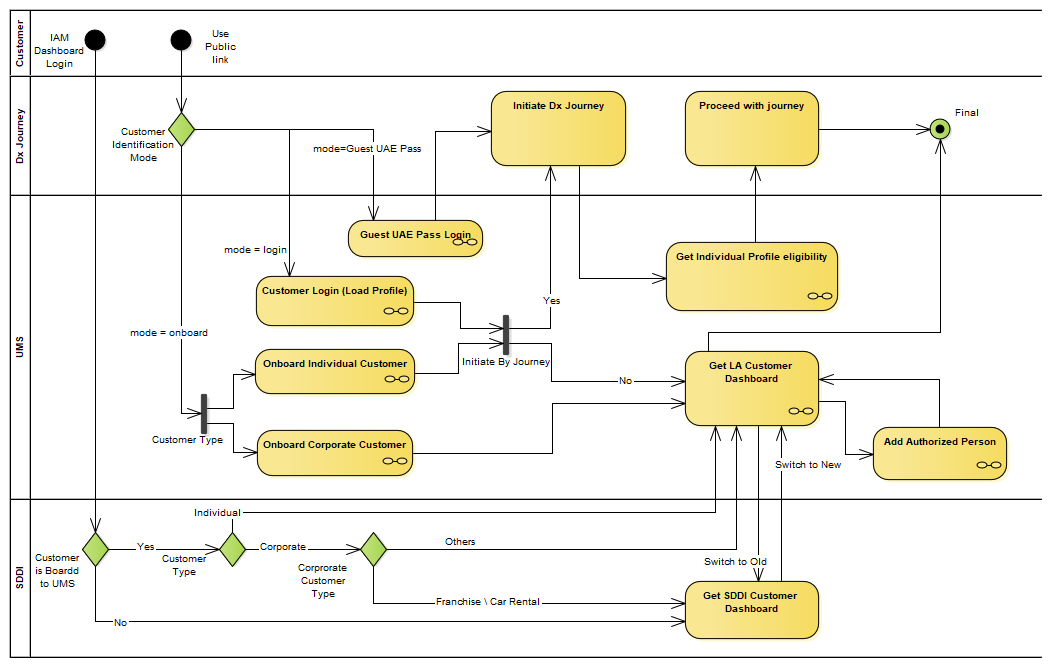 Customer
IAM
Dashboard
Login
Use
Public
link
Dx Journey
Customer
Identification
Mode
mode=Guest UAE Pass
Initiate Dx Journey
Proceed with journey
Final
UMS
Guest UAE Pass Login
mode = login
Get Individual Profile eligibility
Customer Login (Load Profile)
Yes
mode = onboard
Initiate By Journey
Onboard Individual Customer
No
Get LA Customer
Dashboard
Customer Type
Onboard Corporate Customer
Add Authorized Person
Switch to New
SDDI
Individual
Customer
is Boardd
to UMS
Yes
Customer
Type
Corporate
Corprorate
Customer
Type
Others
Switch to Old
Franchise \ Car Rental
Get SDDI Customer
Dashboard
No